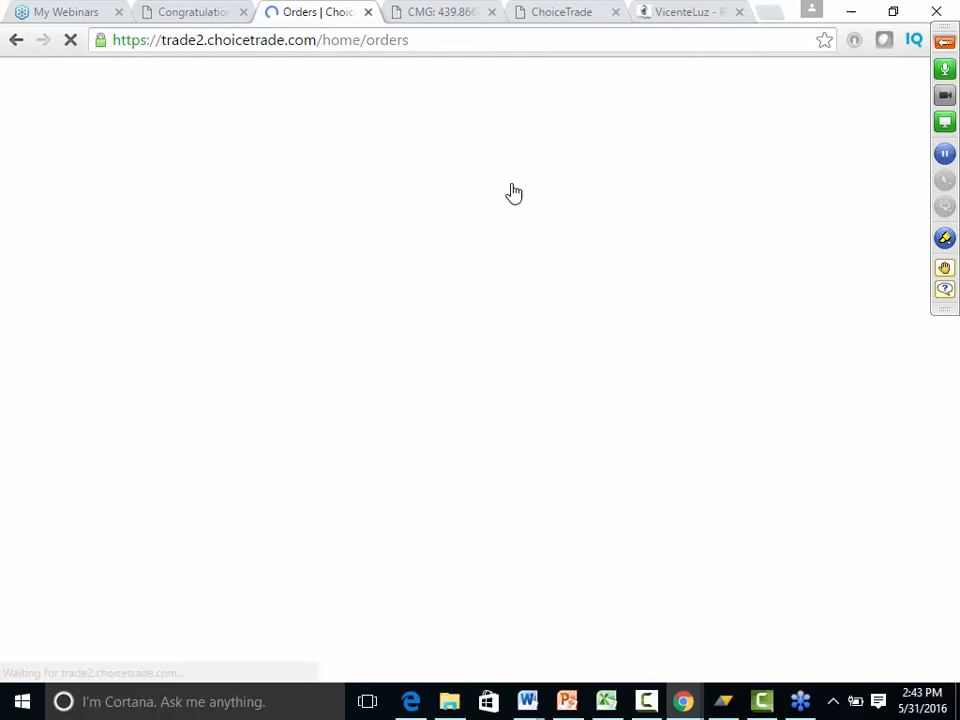 My Webinars
Congratulatio
Orders | Choic
CMG: 439.866
ChoiceTrade
VicenteLuz - R
https://trade2.choicetrade.com/home/orders
IQ
Waiting for trade2.choicetrade.com...
I'm Cortana. Ask me anything.
2:43 PM
5/31/2016